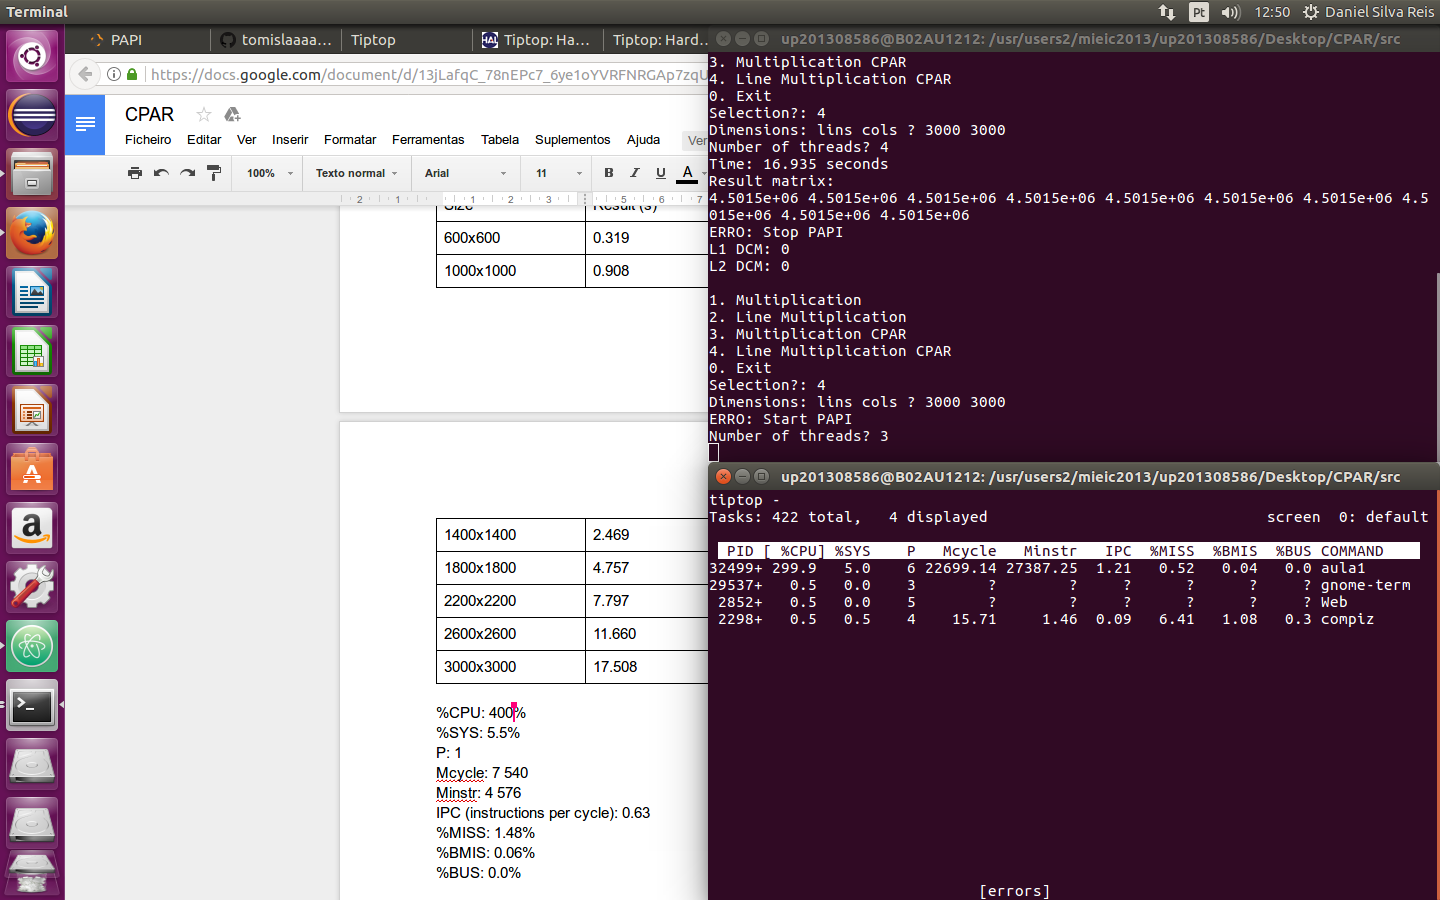 Terminal
Pt
12:50
Daniel Silva Reis
PAPI
tomislaaaa...
Tiptop
HAL
Tiptop: Ha...
Tiptop: Hard...
https://docs.google.com/document/d/13jLafqC_78nEPc7_6ye1oYVRFNRGAp7zqU
CPAR
Ficheiro Editar Ver Inserir Formatar Ferramentas Tabela Suplementos Ajuda Ver
100% Texto normal Arial 11 B I U A
2 1 1 2 3 5 6 7
Size Result (s)
600x600 0.319
1000x1000 0.908
1400x1400 2.469
1800x1800 4.757
2200x2200 7.797
2600x2600 11.660
3000x3000 17.508
%CPU: 400%
%SYS: 5.5%
P: 1
Mcycle: 7 540
Minstr: 4 576
IPC (instructions per cycle): 0.63
%MISS: 1.48%
%BMIS: 0.06%
%BUS: 0.0%
up201308586@B02AU1212: /usr/users2/mieic2013/up201308586/Desktop/CPAR/src
3. Multiplication CPAR
4. Line Multiplication CPAR
0. Exit
Selection?: 4
Dimensions: lins cols ? 3000 3000
Number of threads? 4
Time: 16.935 seconds
Result matrix:
4.5015e+06 4.5015e+06 4.5015e+06 4.5015e+06 4.5015e+06 4.5015e+06 4.5015e+06 4.5
015e+06 4.5015e+06 4.5015e+06
ERRO: Stop PAPI
L1 DCM: 0
L2 DCM: 0
1. Multiplication
2. Line Multiplication
3. Multiplication CPAR
4. Line Multiplication CPAR
0. Exit
Selection?: 4
Dimensions: lins cols ? 3000 3000
ERRO: Start PAPI
Number of threads? 3
up201308586@B02AU1212: /usr/users2/mieic2013/up201308586/Desktop/CPAR/src
tiptop -
Tasks: 422 total, 4 displayed screen 0: default
PID [ %CPU] %SYS P Mcycle Minstr IPC %MISS %BMIS %BUS COMMAND
32499+ 299.9 5.0 6 22699.14 27387.25 1.21 0.52 0.04 0.0 aula1
29537+ 0.5 0.0 3 ? ? ? ? ? ? gnome-term
2852+ 0.5 0.0 5 ? ? ? ? ? ? Web
2298+ 0.5 0.5 4 15.71 1.46 0.09 6.41 1.08 0.3 compiz
[errors]